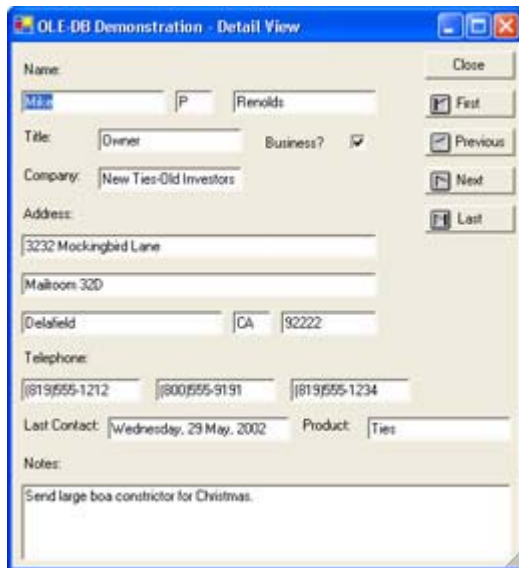 OLE-DB Demonstration - Detail View
Name:
Close
Mike P Renolds
First
Title: Owner Business?
Previous
Company: New Ties-Old Investors
Next
Address:
Last
3232 Mockingbird Lane
Mailroom 32D
Delafield CA 92222
Telephone:
(819)555-1212 (800)555-9191 (819)555-1234
Last Contact: Wednesday, 29 May, 2002 Product: Ties
Notes:
Send large boa constrictor for Christmas.